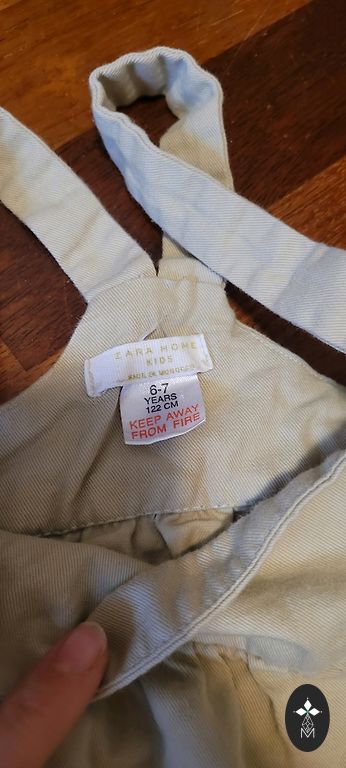 ZARA HOME
KIDS
MADE IN MOROCCO
6-7
YEARS
122 CM
KEEP AWAY
FROM FIRE
M